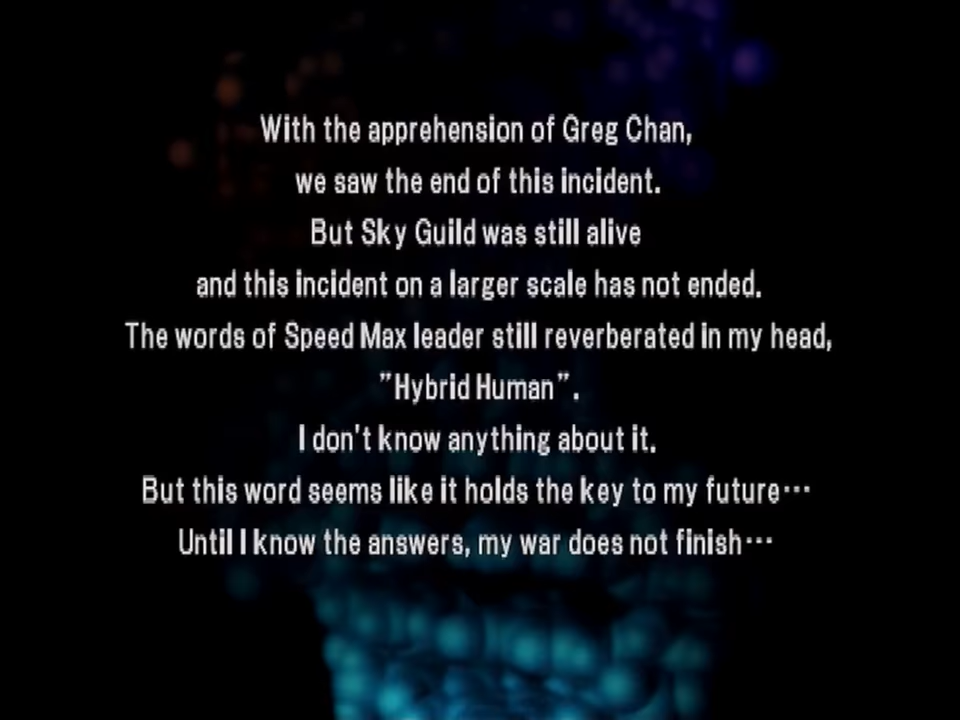 With the apprehension of Greg Chan,
we saw the end of this incident.
But Sky Guild was still alive
and this incident on a larger scale has not ended.
The words of Speed Max leader still reverberated in my head,
”Hybrid Human”.
I don't know anything about it.
But this word seems like it holds the key to my future···
Until I know the answers, my war does not finish···